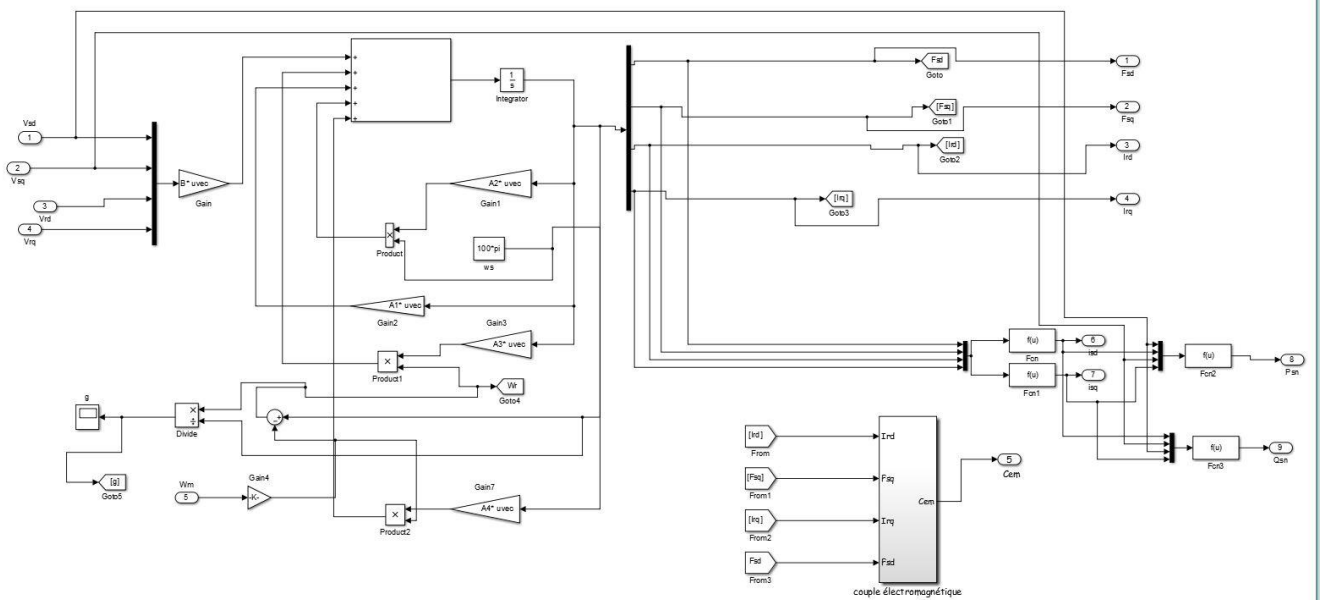 Vsd
1
2
Vsq
3
Vrd
4
Vrq
B* uvec
Gain
+
+
+
+
+
1
s
Integrator
A2* uvec
Gain1
×
Product
100*pi
ws
A1* uvec
Gain2
Gain3
A3* uvec
×
Product1
Wr
Goto4
g
×
÷
Divide
+
−
[g]
Goto5
Wm
5
Gain4
-K-
Gain7
A4* uvec
×
Product2
Fsd
Goto
1
Fsd
[Fsq]
Goto1
2
Fsq
[Ird]
Goto2
3
Ird
[Irq]
Goto3
4
Irq
f(u)
Fcn
6
isd
f(u)
Fcn1
7
isq
f(u)
Fcn2
8
Psn
f(u)
Fcn3
9
Qsn
[Ird]
From
[Fsq]
From1
[Irq]
From2
Fsd
From3
Ird
Fsq
Irq
Fsd
Cem
couple électromagnétique
5
Cem